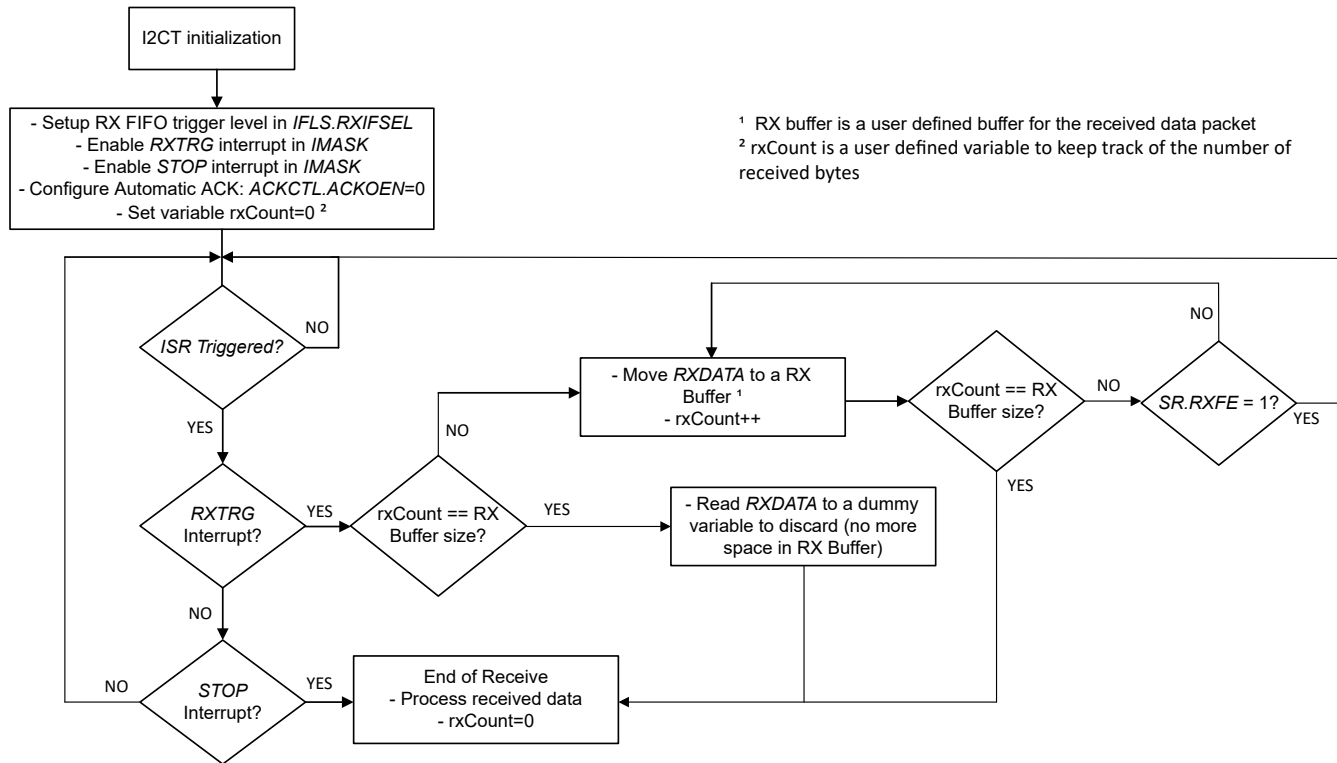 I2CT initialization
- Setup RX FIFO trigger level in IFLS.RXIFSEL
- Enable RXTRG interrupt in IMASK
- Enable STOP interrupt in IMASK
- Configure Automatic ACK: ACKCTL.ACKOEN=0
- Set variable rxCount=0 ²
¹ RX buffer is a user defined buffer for the received data packet
² rxCount is a user defined variable to keep track of the number of
received bytes
ISR Triggered?
NO
YES
RXTRG
Interrupt?
YES
NO
rxCount == RX
Buffer size?
NO
YES
- Move RXDATA to a RX
Buffer ¹
- rxCount++
rxCount == RX
Buffer size?
NO
YES
SR.RXFE = 1?
NO
YES
- Read RXDATA to a dummy
variable to discard (no more
space in RX Buffer)
STOP
Interrupt?
NO
YES
End of Receive
- Process received data
- rxCount=0